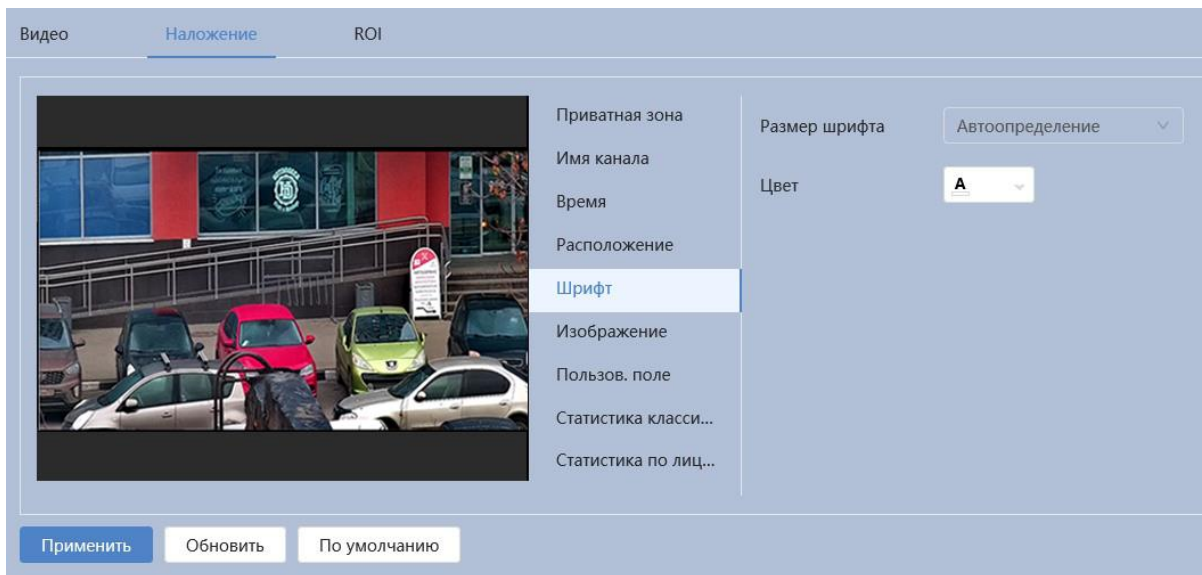 Видео
Наложение
ROI
Приватная зона
Имя канала
Время
Расположение
Шрифт
Изображение
Пользов. поле
Статистика класси...
Статистика по лиц...
Размер шрифта
Автоопределение
Цвет
A
Применить
Обновить
По умолчанию